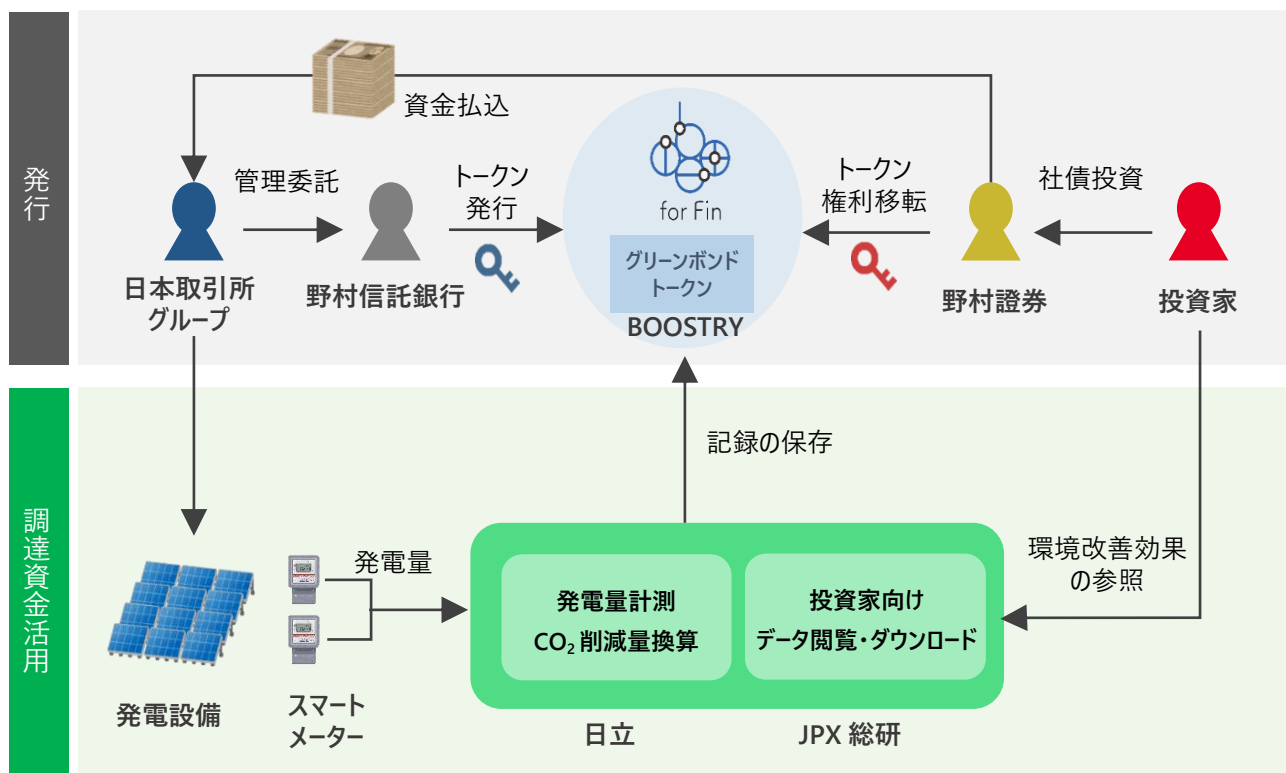 発行
資金払込
管理委託
トークン
発行
for Fin
グリーンボンド
トークン
BOOSTRY
トークン
権利移転
社債投資
日本取引所
グループ
野村信託銀行
野村證券
投資家
調達資金活用
記録の保存
環境改善効果
の参照
発電量
発電量計測
CO₂削減量換算
投資家向け
データ閲覧・ダウンロード
発電設備
スマート
メーター
日立
JPX 総研